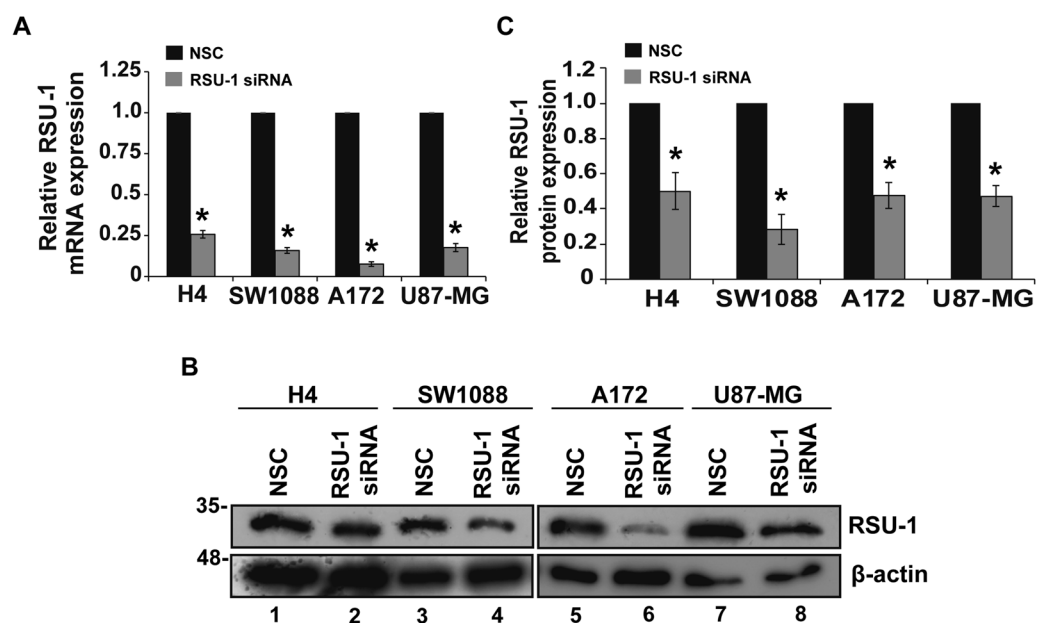 A
NSC
RSU-1 siRNA
Relative RSU-1
mRNA expression
1.25
1.0
0.75
0.50
0.25
0
*
*
*
*
H4
SW1088
A172
U87-MG
C
NSC
RSU-1 siRNA
Relative RSU-1
protein expression
1.2
1.0
0.8
0.6
0.4
0.2
0
*
*
*
*
H4
SW1088
A172
U87-MG
B
H4
SW1088
A172
U87-MG
NSC
RSU-1
siRNA
NSC
RSU-1
siRNA
NSC
RSU-1
siRNA
NSC
RSU-1
siRNA
35-
RSU-1
48-
β-actin
1 2 3 4 5 6 7 8